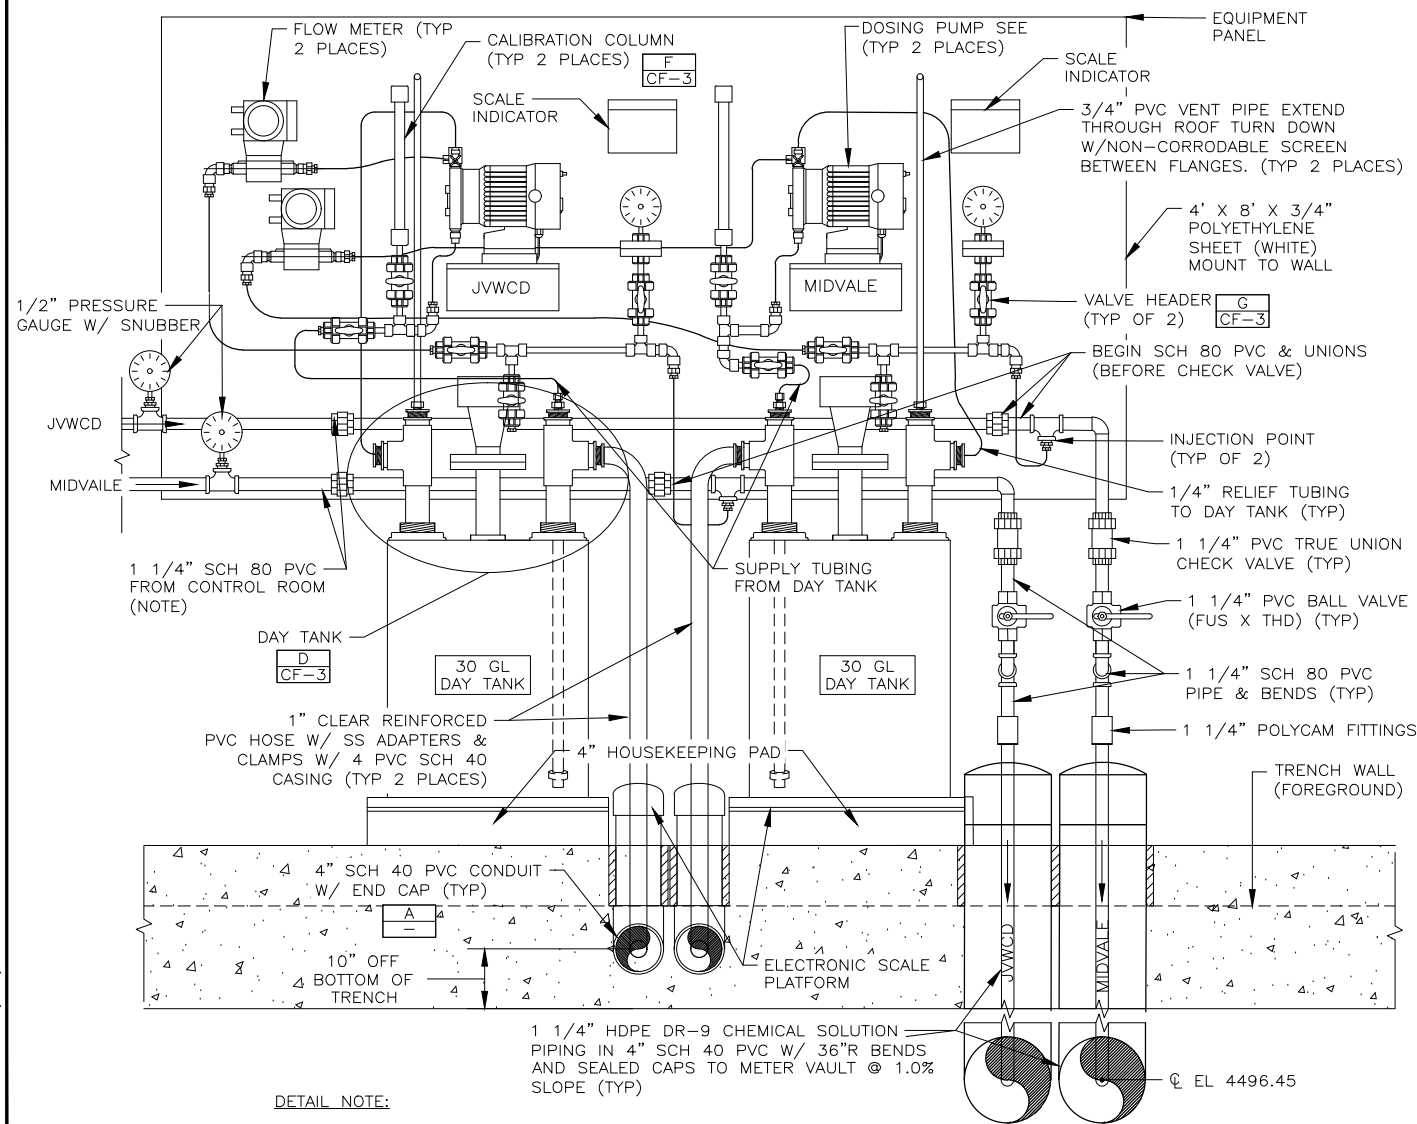 FLOW METER (TYP
2 PLACES)
CALIBRATION COLUMN
(TYP 2 PLACES)
F
CF-3
SCALE
INDICATOR
DOSING PUMP SEE
(TYP 2 PLACES)
EQUIPMENT
PANEL
SCALE
INDICATOR
3/4" PVC VENT PIPE EXTEND
THROUGH ROOF TURN DOWN
W/NON-CORRODABLE SCREEN
BETWEEN FLANGES. (TYP 2 PLACES)
4' X 8' X 3/4"
POLYETHYLENE
SHEET (WHITE)
MOUNT TO WALL
JVWCD
MIDVALE
1/2" PRESSURE
GAUGE W/ SNUBBER
VALVE HEADER
(TYP OF 2)
G
CF-3
BEGIN SCH 80 PVC & UNIONS
(BEFORE CHECK VALVE)
JVWCD
MIDVAILE
INJECTION POINT
(TYP OF 2)
1/4" RELIEF TUBING
TO DAY TANK (TYP)
1 1/4" SCH 80 PVC
FROM CONTROL ROOM
(NOTE)
SUPPLY TUBING
FROM DAY TANK
1 1/4" PVC TRUE UNION
CHECK VALVE (TYP)
1 1/4" PVC BALL VALVE
(FUS X THD) (TYP)
DAY TANK
D
CF-3
30 GL
DAY TANK
30 GL
DAY TANK
1 1/4" SCH 80 PVC
PIPE & BENDS (TYP)
1" CLEAR REINFORCED
PVC HOSE W/ SS ADAPTERS &
CLAMPS W/ 4 PVC SCH 40
CASING (TYP 2 PLACES)
4" HOUSEKEEPING PAD
1 1/4" POLYCAM FITTINGS
TRENCH WALL
(FOREGROUND)
4" SCH 40 PVC CONDUIT
W/ END CAP (TYP)
A
-
10" OFF
BOTTOM OF
TRENCH
ELECTRONIC SCALE
PLATFORM
JVWCD
MIDVALE
1 1/4" HDPE DR-9 CHEMICAL SOLUTION
PIPING IN 4" SCH 40 PVC W/ 36"R BENDS
AND SEALED CAPS TO METER VAULT @ 1.0%
SLOPE (TYP)
℄ EL 4496.45
DETAIL NOTE: